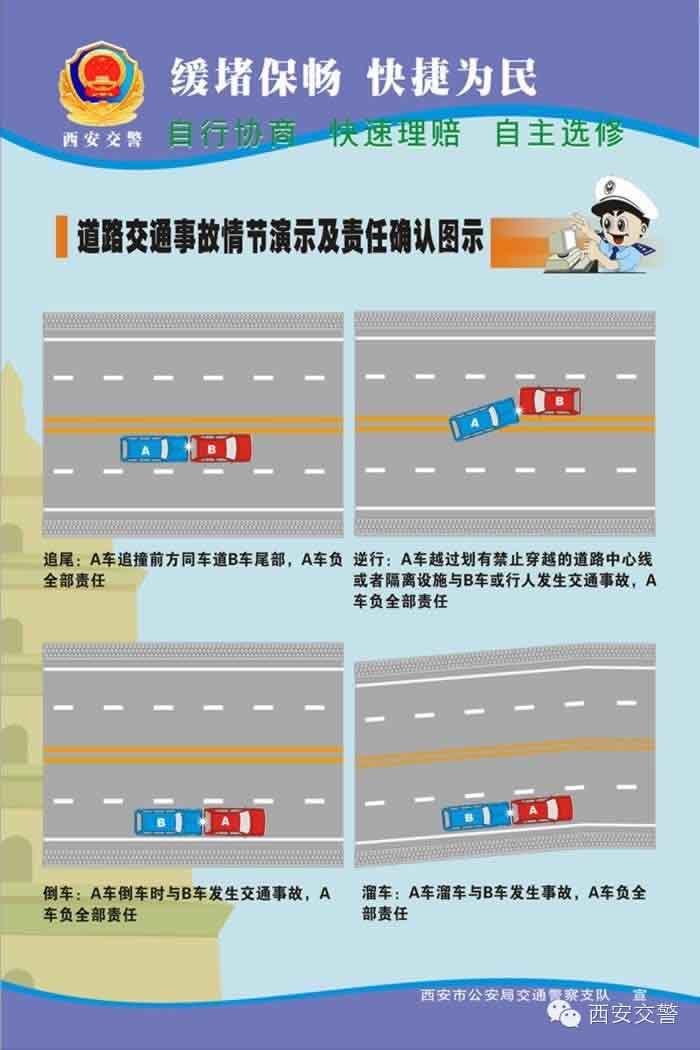 缓堵保畅 快捷为民
西安交警
自行协商 快速理赔 自主选修
道路交通事故情节演示及责任确认图示
A B
A B
追尾：A车追撞前方同车道B车尾部，A车负
全部责任
逆行：A车越过划有禁止穿越的道路中心线
或者隔离设施与B车或行人发生交通事故，A
车负全部责任
B A
B A
倒车：A车倒车时与B车发生交通事故，A
车负全部责任
溜车：A车溜车与B车发生事故，A车负全
部责任
西安市公安局交通警察支队 宣
西安交警